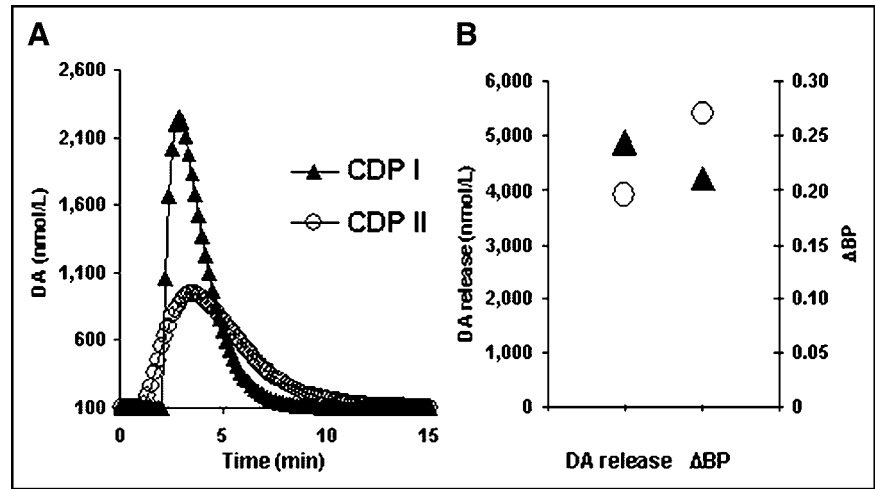 A
2,600
2,100
1,600
1,100
600
100
DA (nmol/L)
0
5
10
15
Time (min)
CDP I
CDP II
B
6,000
5,000
4,000
3,000
2,000
1,000
0
DA release (nmol/L)
0.30
0.25
0.20
0.15
0.10
0.05
0
ΔBP
DA release ΔBP